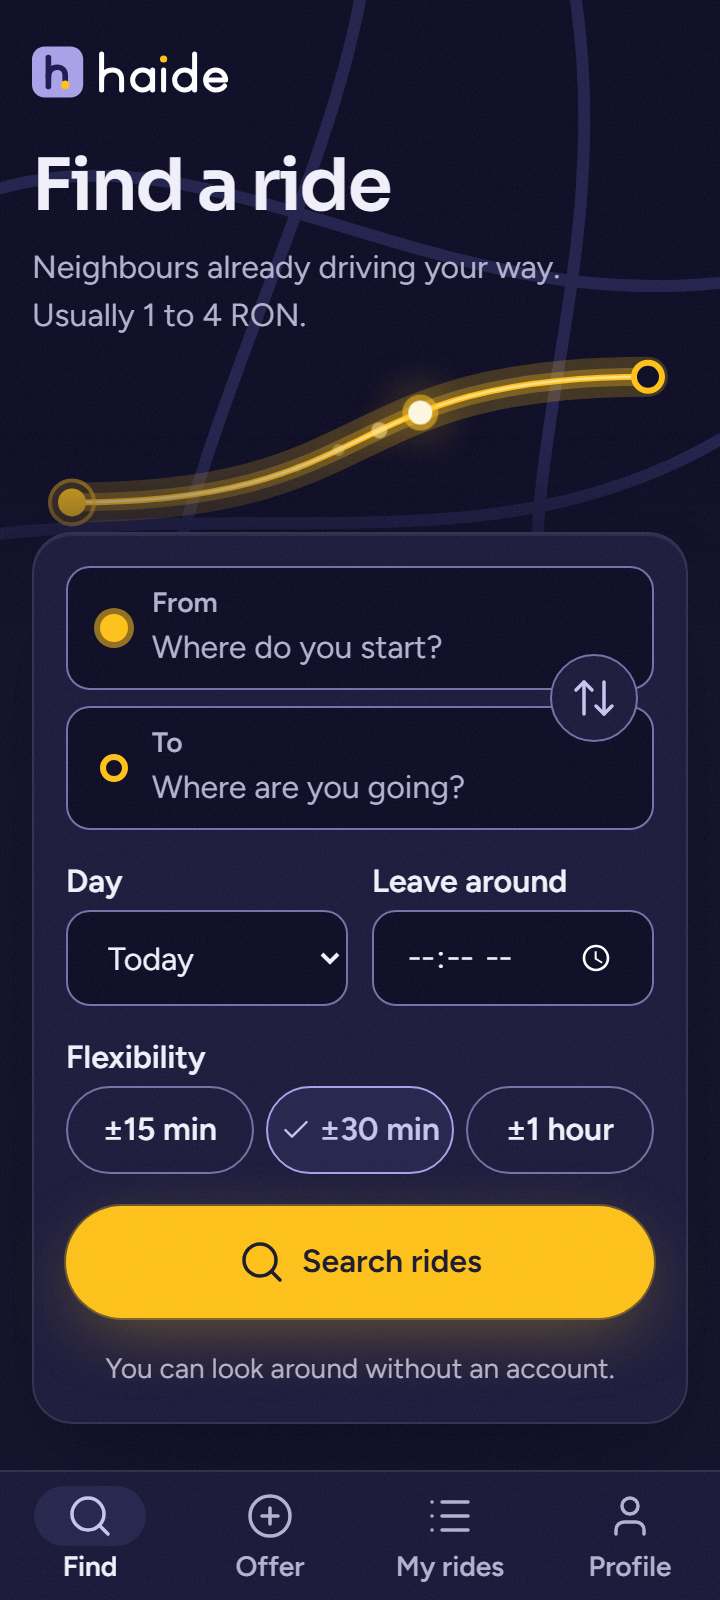 h.
haide
Find a ride
Neighbours already driving your way.
Usually 1 to 4 RON.
From
Where do you start?
To
Where are you going?
Day
Leave around
Today
--:-- --
Flexibility
±15 min
±30 min
±1 hour
Search rides
You can look around without an account.
Find
Offer
My rides
Profile